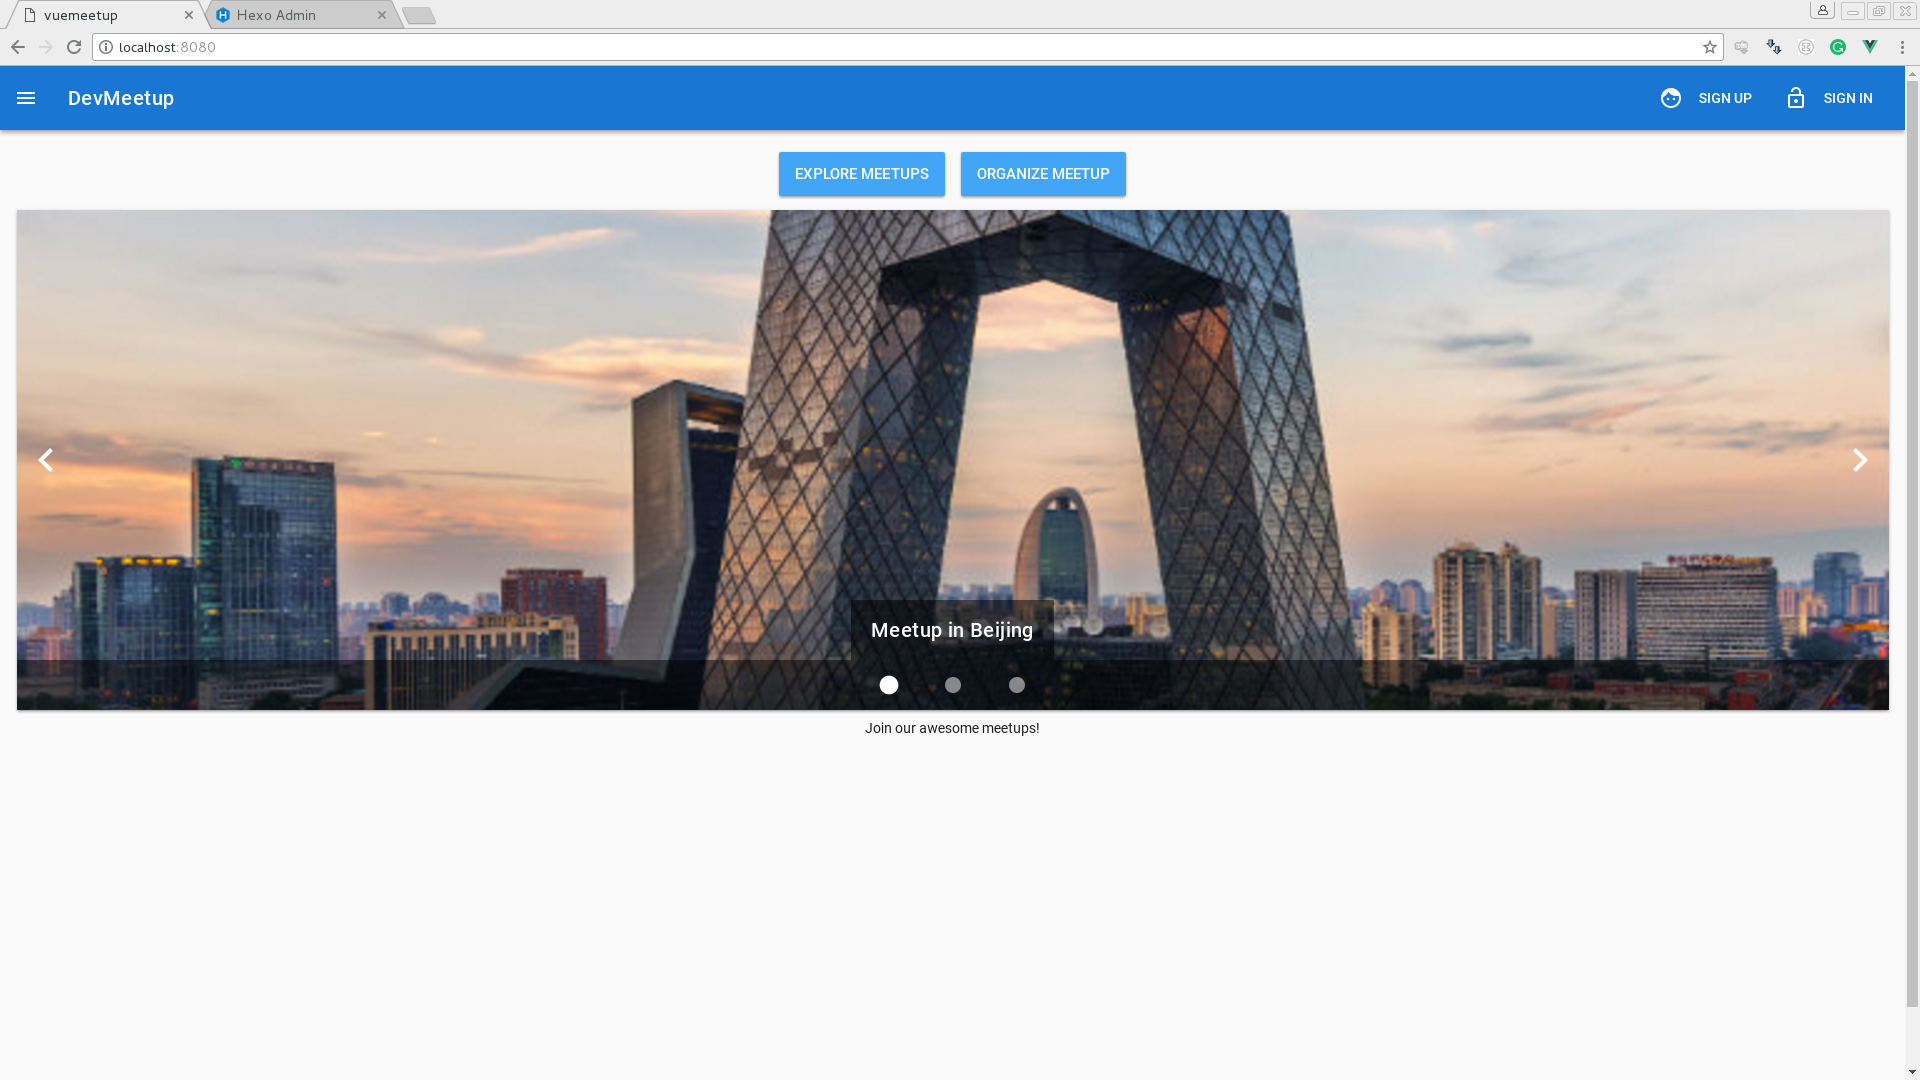 vuemeetup
Hexo Admin
localhost:8080
DevMeetup
SIGN UP
SIGN IN
EXPLORE MEETUPS
ORGANIZE MEETUP
Meetup in Beijing
Join our awesome meetups!